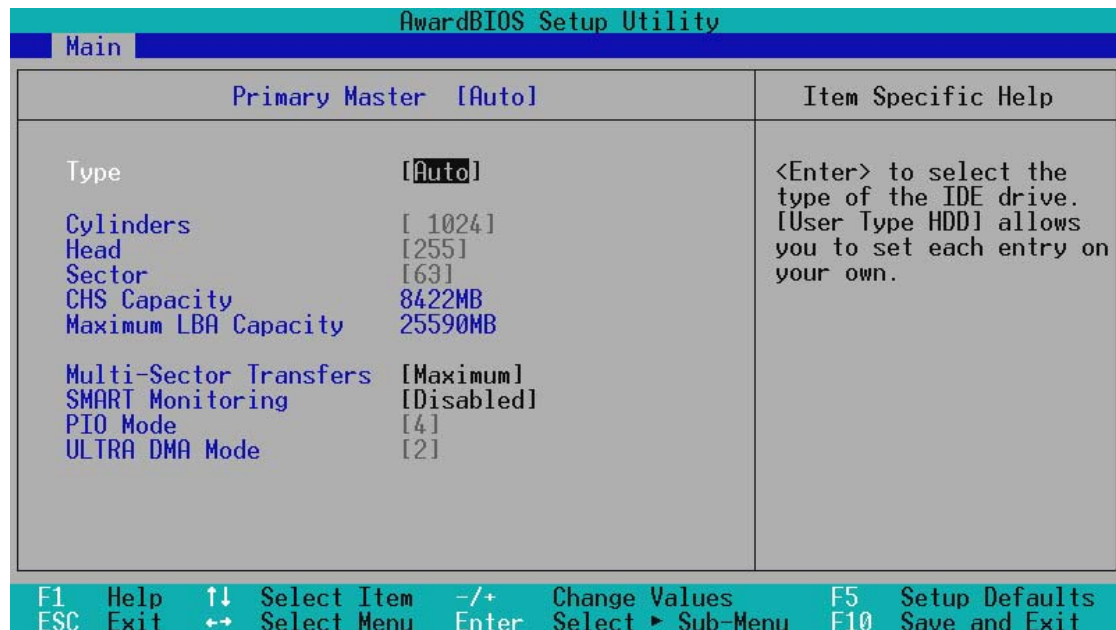 AwardBIOS Setup Utility
Main
Primary Master [Auto]
Item Specific Help
Type [Auto]
Cylinders [ 1024]
Head [255]
Sector [63]
CHS Capacity 8422MB
Maximum LBA Capacity 25590MB
Multi-Sector Transfers [Maximum]
SMART Monitoring [Disabled]
PIO Mode [4]
ULTRA DMA Mode [2]
<Enter> to select the
type of the IDE drive.
[User Type HDD] allows
you to set each entry on
your own.
F1 Help ↑↓ Select Item -/+ Change Values F5 Setup Defaults
ESC Exit ←→ Select Menu Enter Select ► Sub-Menu F10 Save and Exit